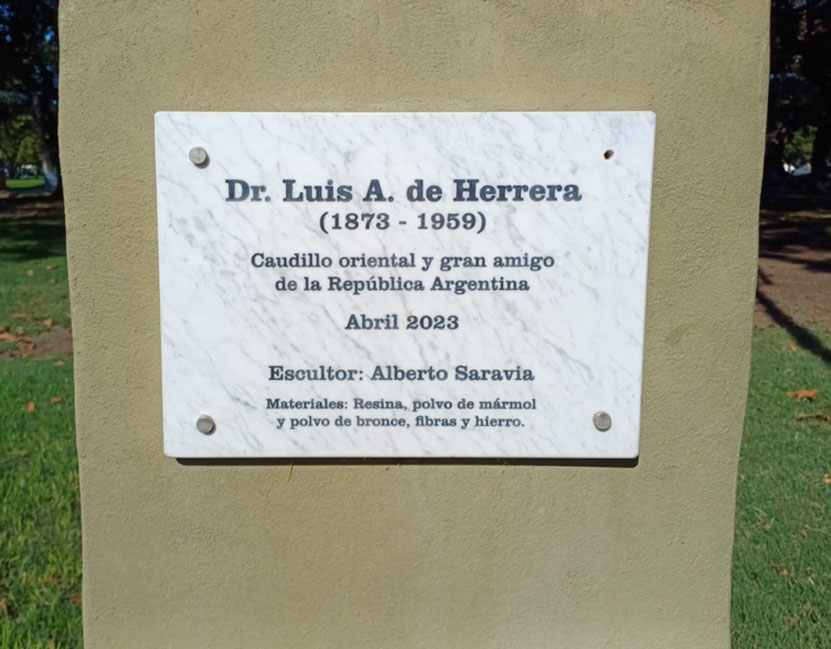 Dr. Luis A. de Herrera
(1873 - 1959)
Caudillo oriental y gran amigo
de la República Argentina
Abril 2023
Escultor: Alberto Saravia
Materiales: Resina, polvo de mármol
y polvo de bronce, fibras y hierro.